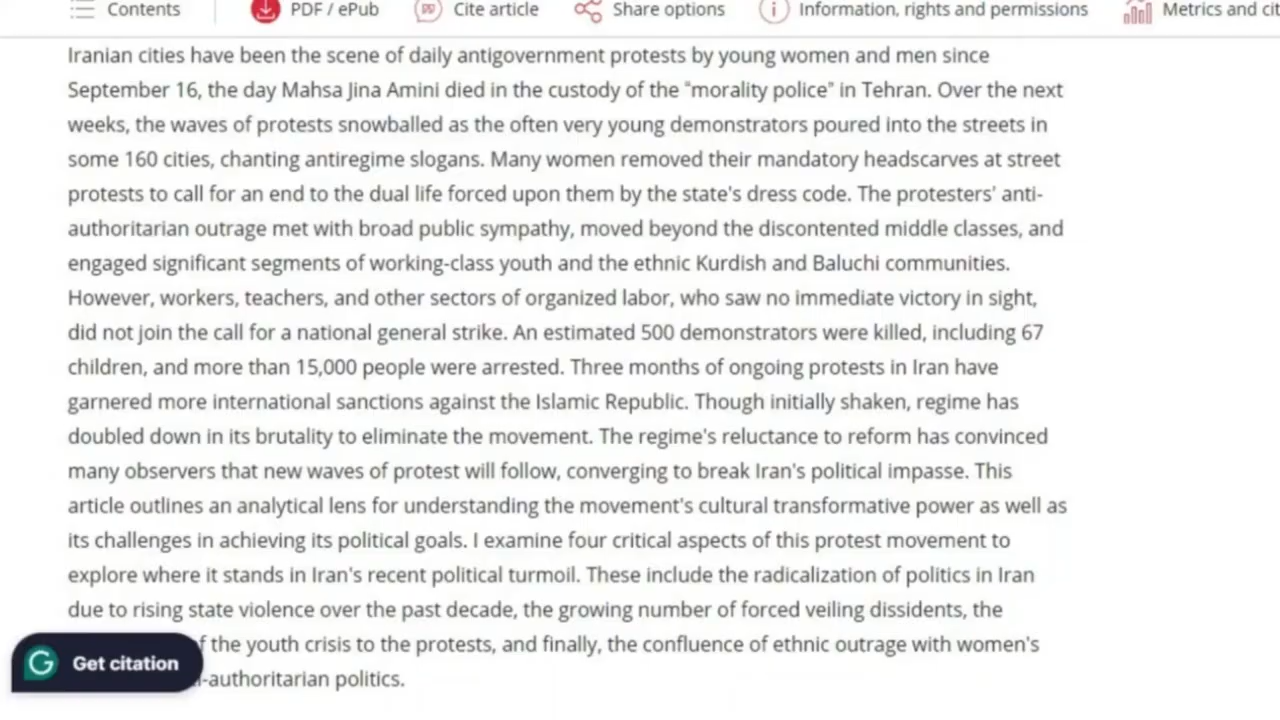 Contents PDF / ePub Cite article Share options Information, rights and permissions Metrics and cit
Iranian cities have been the scene of daily antigovernment protests by young women and men since
September 16, the day Mahsa Jina Amini died in the custody of the "morality police" in Tehran. Over the next
weeks, the waves of protests snowballed as the often very young demonstrators poured into the streets in
some 160 cities, chanting antiregime slogans. Many women removed their mandatory headscarves at street
protests to call for an end to the dual life forced upon them by the state's dress code. The protesters' anti-
authoritarian outrage met with broad public sympathy, moved beyond the discontented middle classes, and
engaged significant segments of working-class youth and the ethnic Kurdish and Baluchi communities.
However, workers, teachers, and other sectors of organized labor, who saw no immediate victory in sight,
did not join the call for a national general strike. An estimated 500 demonstrators were killed, including 67
children, and more than 15,000 people were arrested. Three months of ongoing protests in Iran have
garnered more international sanctions against the Islamic Republic. Though initially shaken, regime has
doubled down in its brutality to eliminate the movement. The regime's reluctance to reform has convinced
many observers that new waves of protest will follow, converging to break Iran's political impasse. This
article outlines an analytical lens for understanding the movement's cultural transformative power as well as
its challenges in achieving its political goals. I examine four critical aspects of this protest movement to
explore where it stands in Iran's recent political turmoil. These include the radicalization of politics in Iran
due to rising state violence over the past decade, the growing number of forced veiling dissidents, the
f the youth crisis to the protests, and finally, the confluence of ethnic outrage with women's
Get citation
-authoritarian politics.